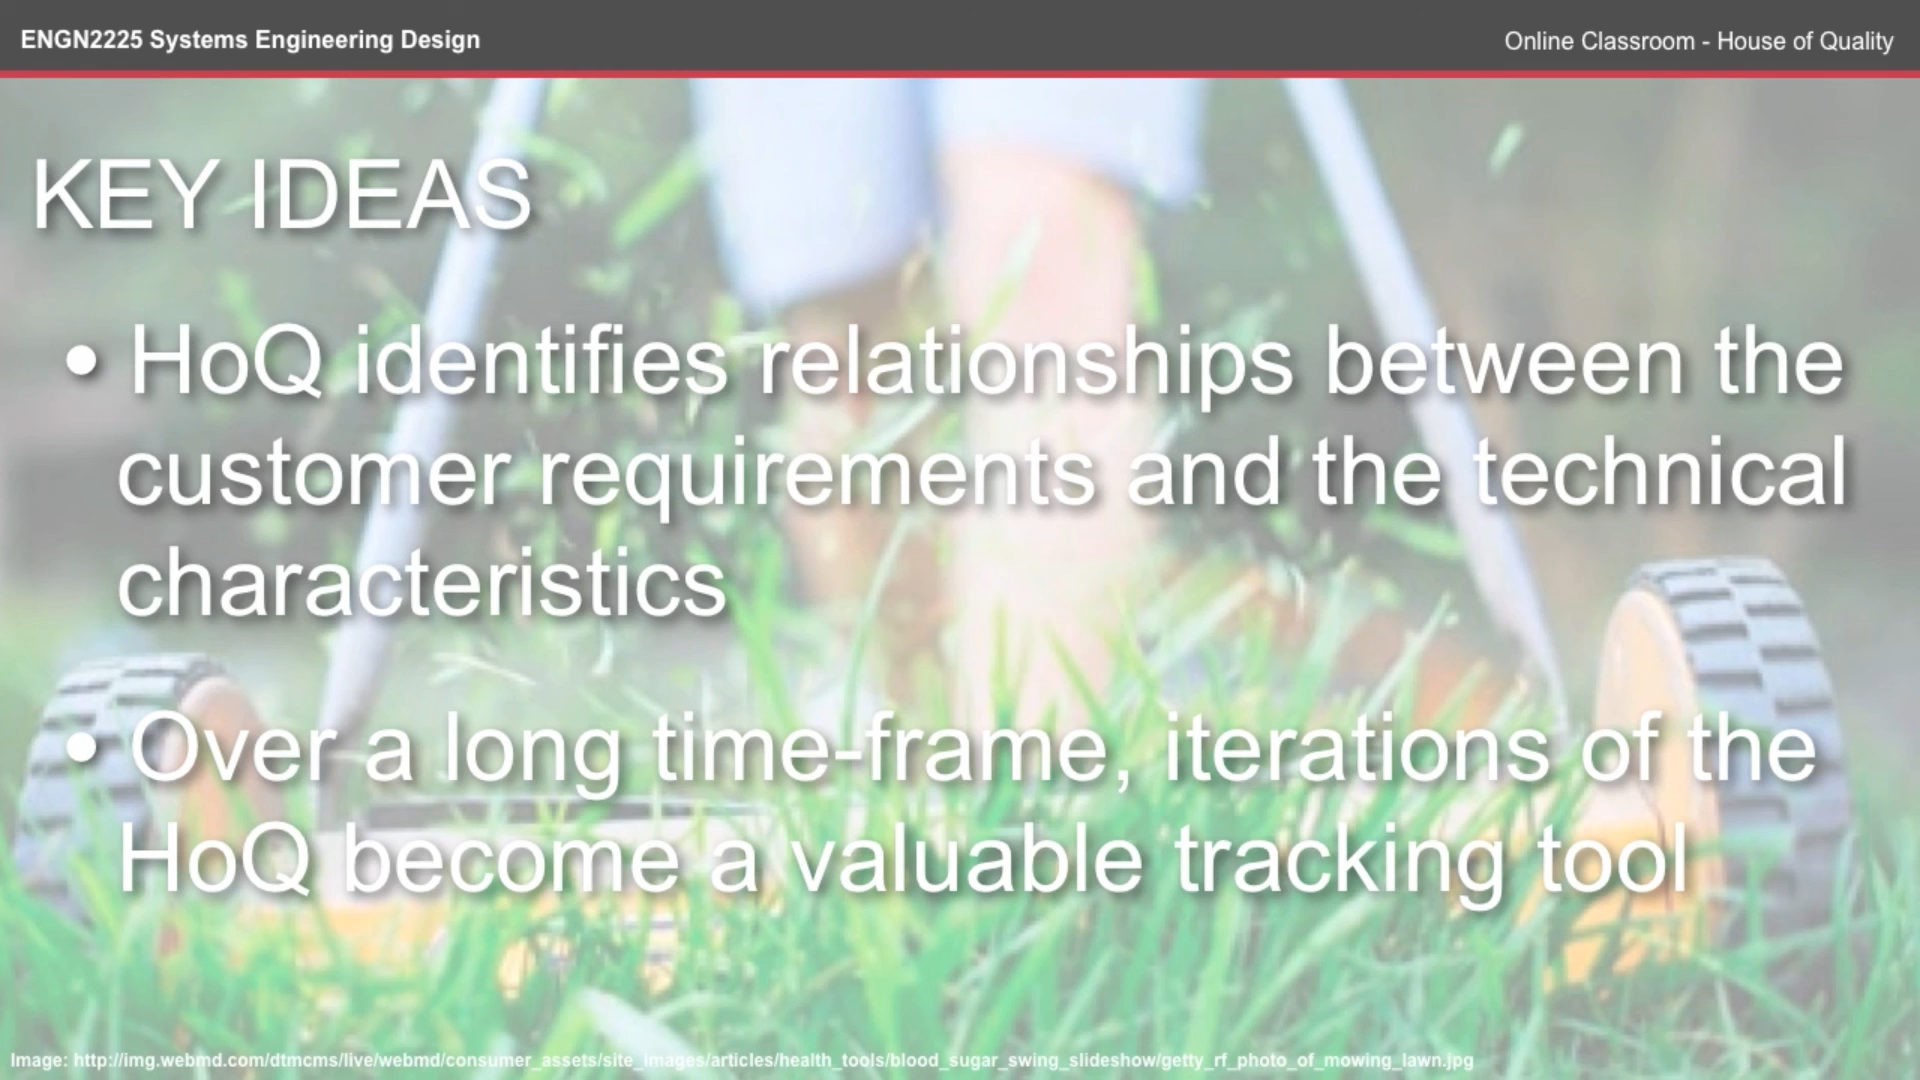 ENGN2225 Systems Engineering Design
Online Classroom - House of Quality
KEY IDEAS
• HoQ identifies relationships between the
customer requirements and the technical
characteristics
• Over a long time-frame, iterations of the
HoQ become a valuable tracking tool
Image: http://img.webmd.com/dtmcms/live/webmd/consumer_assets/site_images/articles/health_tools/blood_sugar_swing_slideshow/getty_rf_photo_of_mowing_lawn.jpg